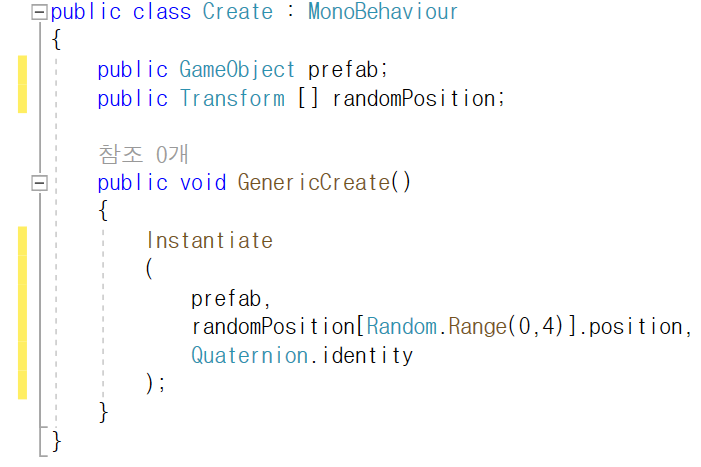 public class Create : MonoBehaviour
{
public GameObject prefab;
public Transform [] randomPosition;
참조 0개
public void GenericCreate()
{
Instantiate
(
prefab,
randomPosition[Random.Range(0,4)].position,
Quaternion.identity
);
}
}